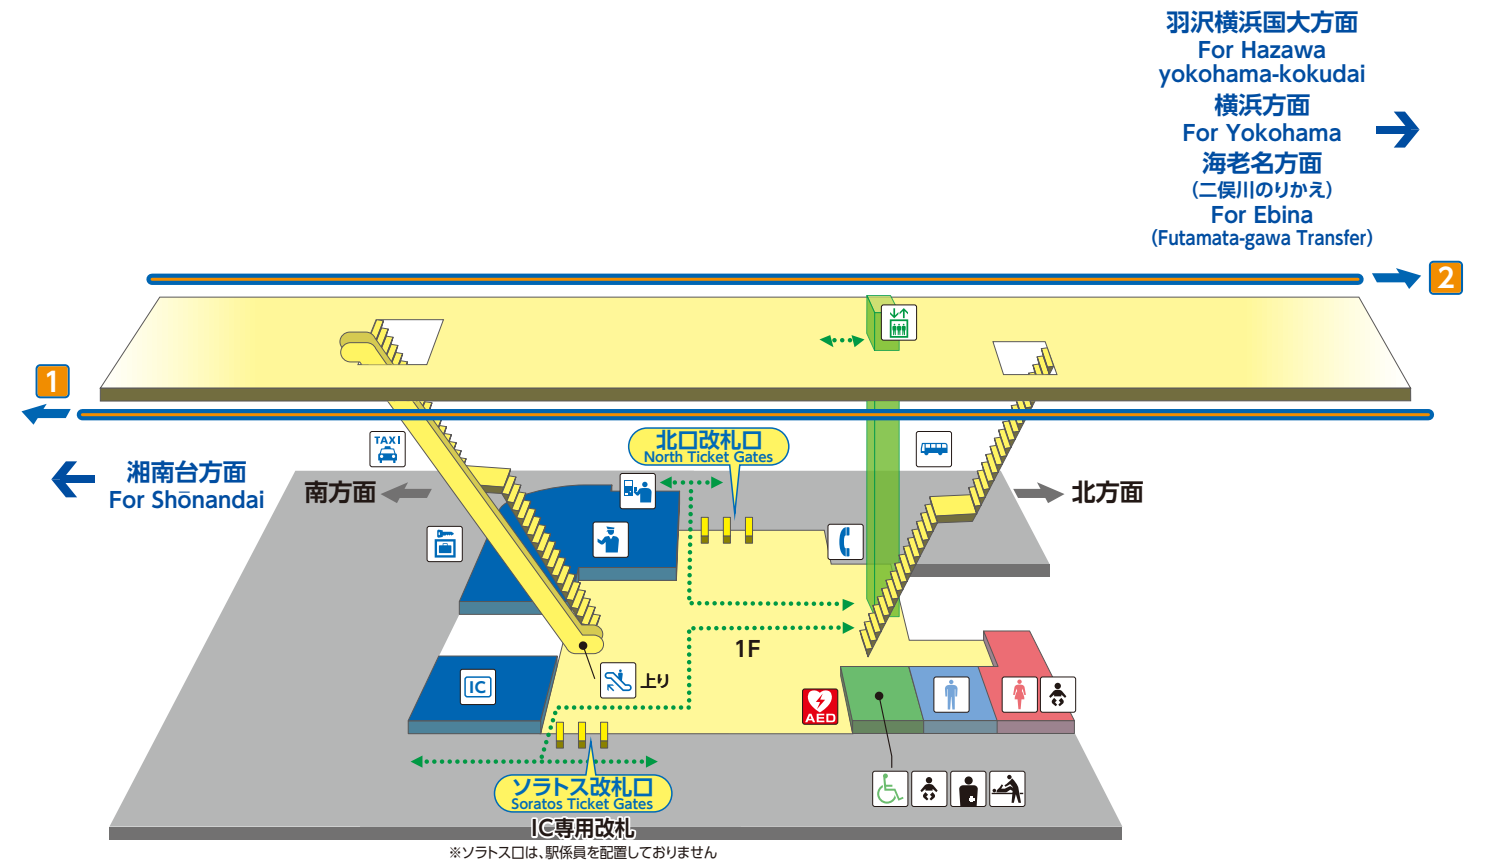 羽沢横浜国大方面
For Hazawa
yokohama-kokudai
横浜方面
For Yokohama
海老名方面
(二俣川のりかえ)
For Ebina
(Futamata-gawa Transfer)
2
1
湘南台方面
For Shōnandai
TAXI
北口改札口
North Ticket Gates
南方面
北方面
1F
上り
IC
AED
ソラトス改札口
Soratos Ticket Gates
IC専用改札
※ソラトス口は、駅係員を配置しておりません